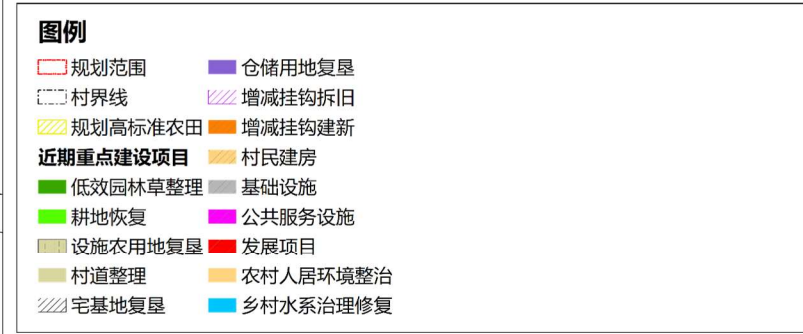 图例
规划范围
村界线
规划高标准农田
近期重点建设项目
低效园林草整理
耕地恢复
设施农用地复垦
村道整理
宅基地复垦
仓储用地复垦
增减挂钩拆旧
增减挂钩建新
村民建房
基础设施
公共服务设施
发展项目
农村人居环境整治
乡村水系治理修复